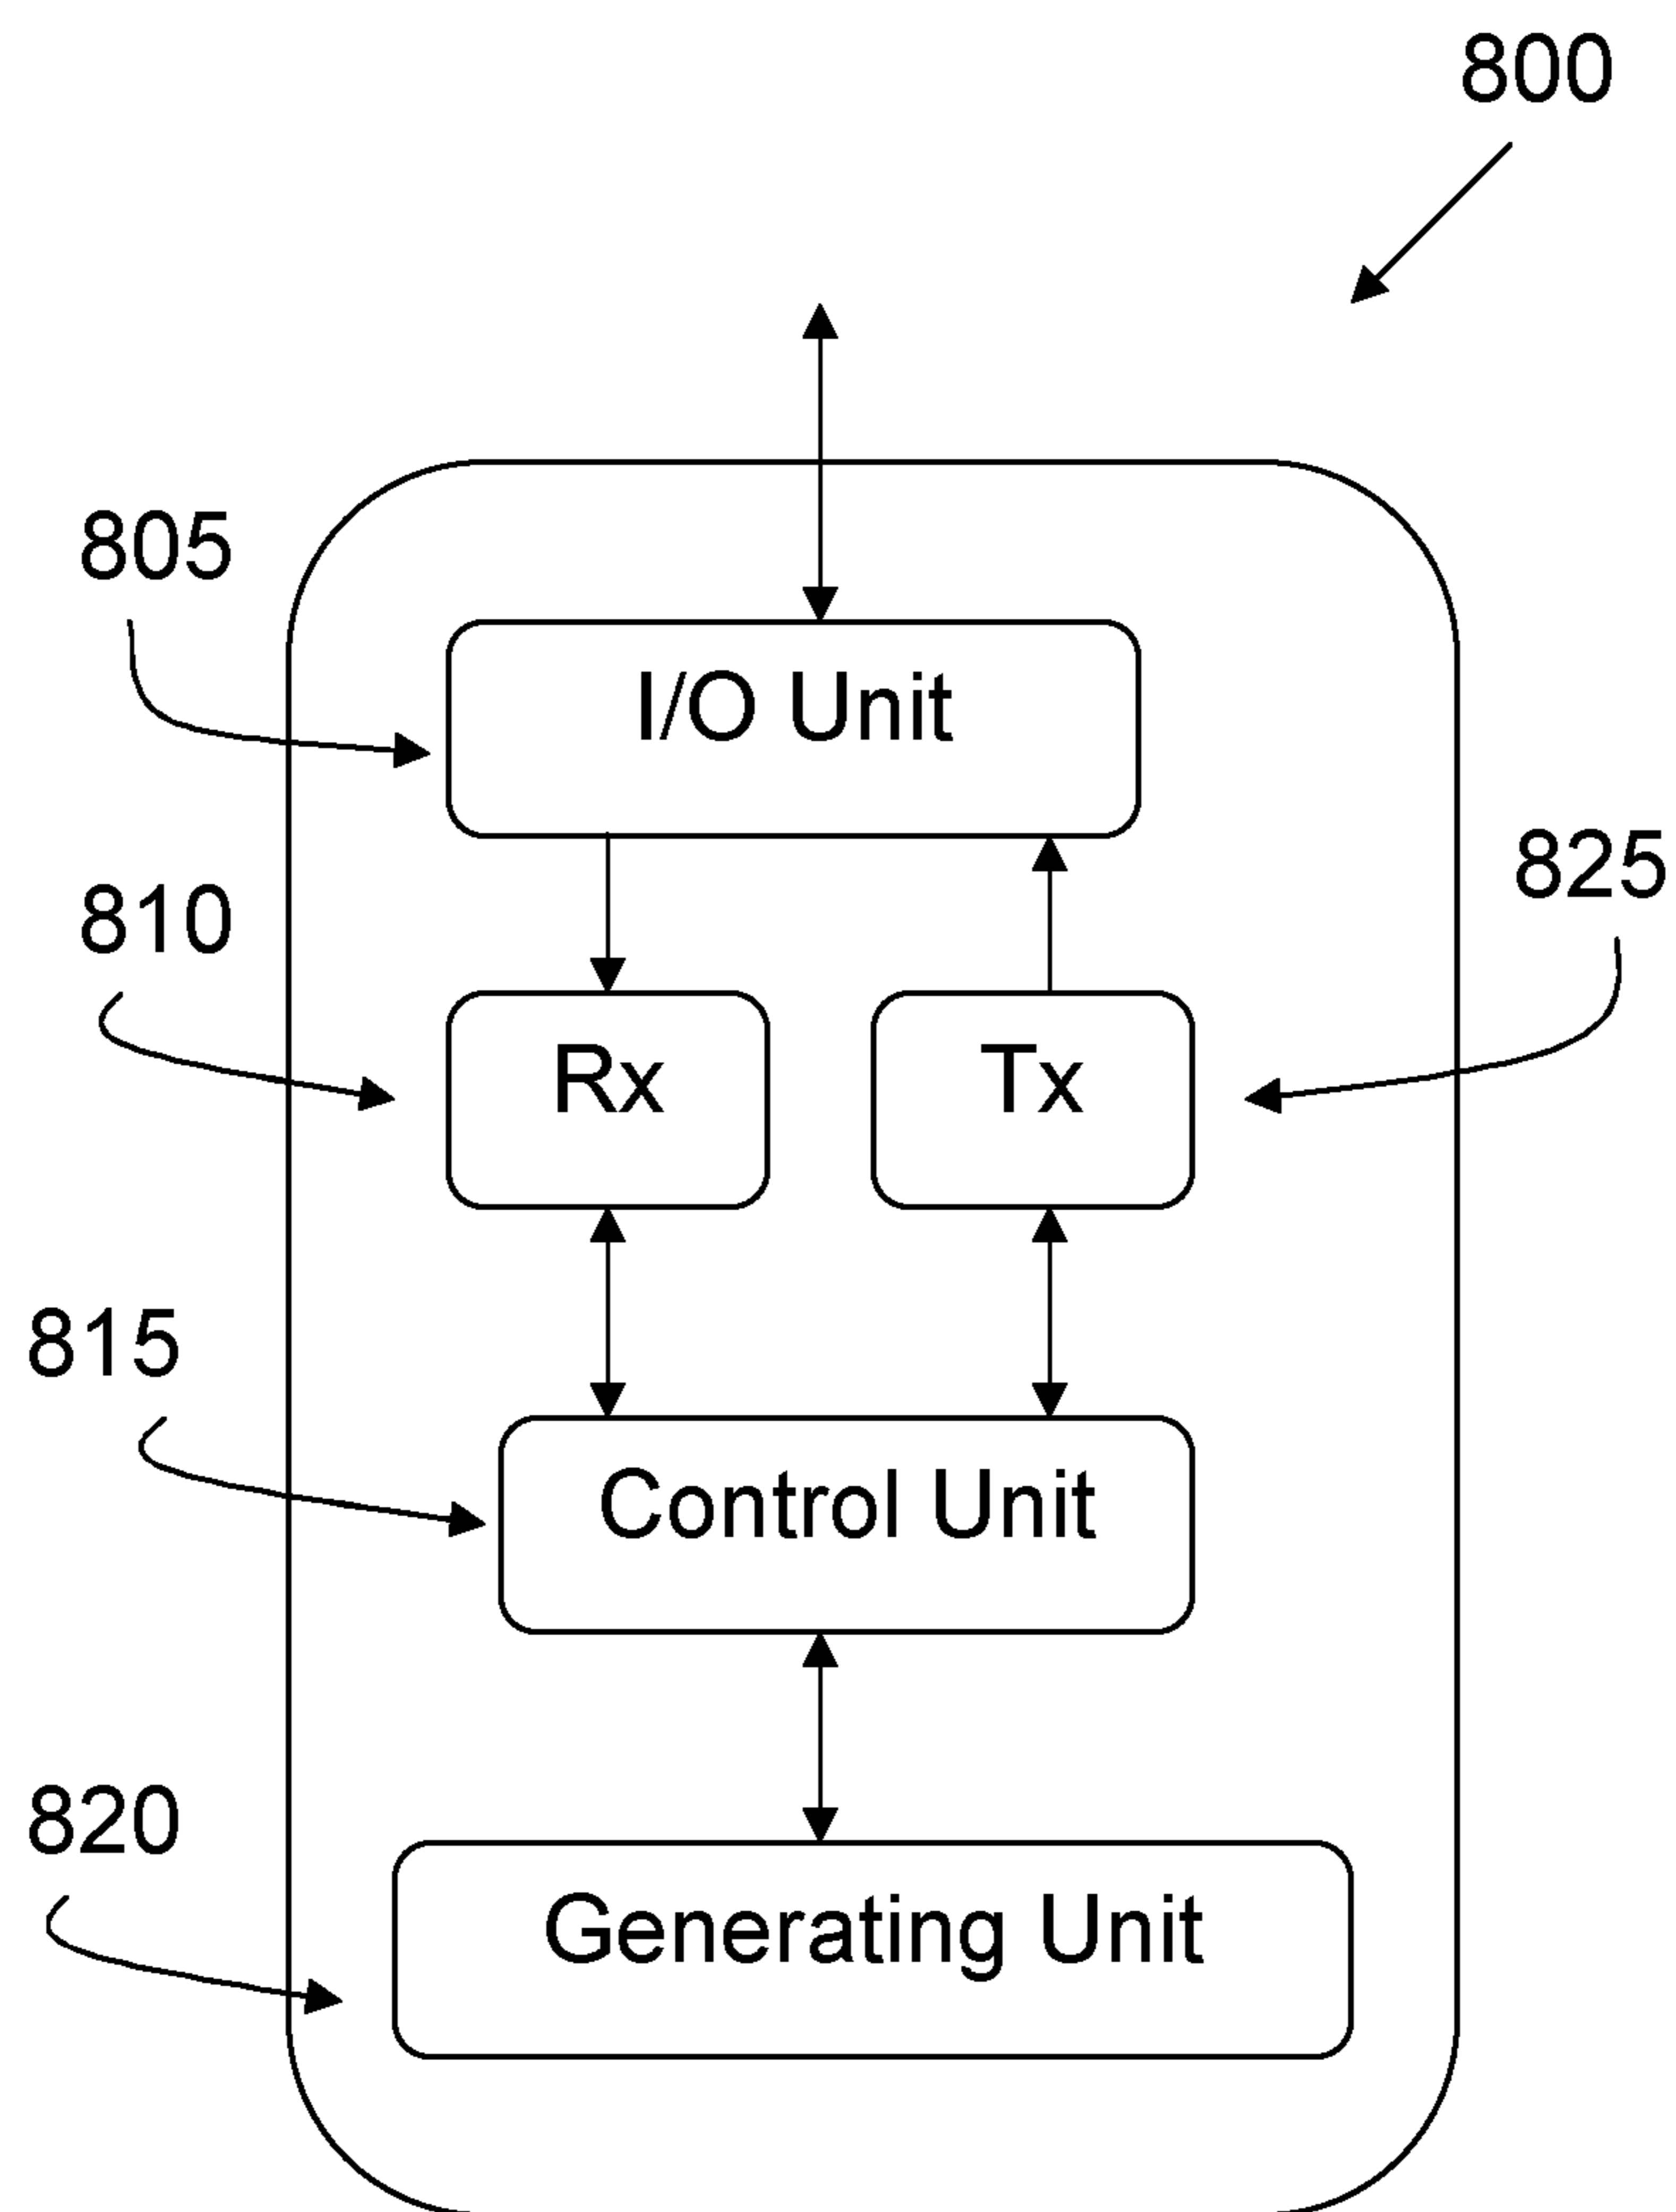 800
805
I/O Unit
825
810
Rx
Tx
815
Control Unit
820
Generating Unit